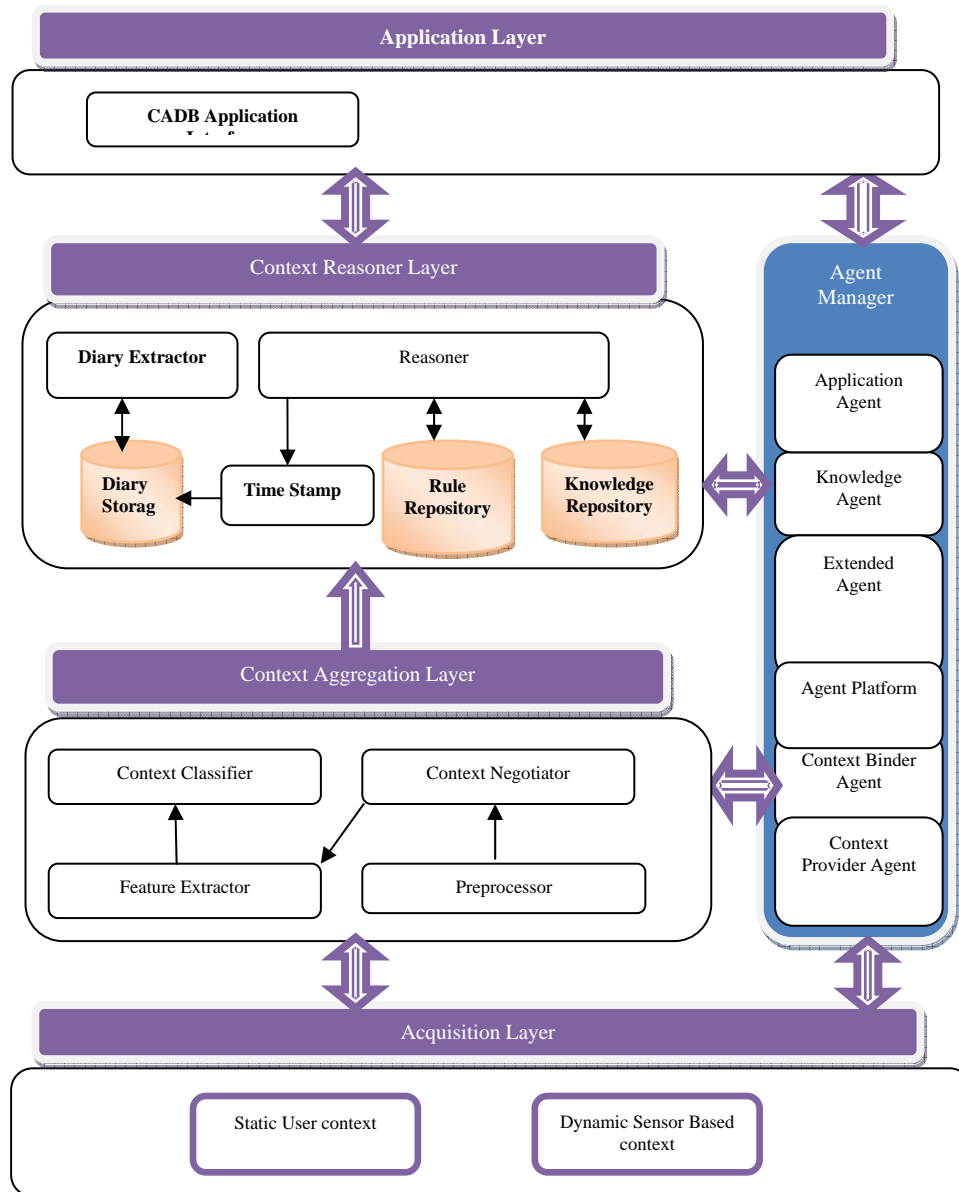 Application Layer
CADB Application
Context Reasoner Layer
Agent
Manager
Diary Extractor
Reasoner
Application
Agent
Diary
Storag
Time Stamp
Rule
Repository
Knowledge
Repository
Knowledge
Agent
Extended
Agent
Context Aggregation Layer
Agent Platform
Context Classifier
Context Negotiator
Context Binder
Agent
Feature Extractor
Preprocessor
Context
Provider Agent
Acquisition Layer
Static User context
Dynamic Sensor Based
context